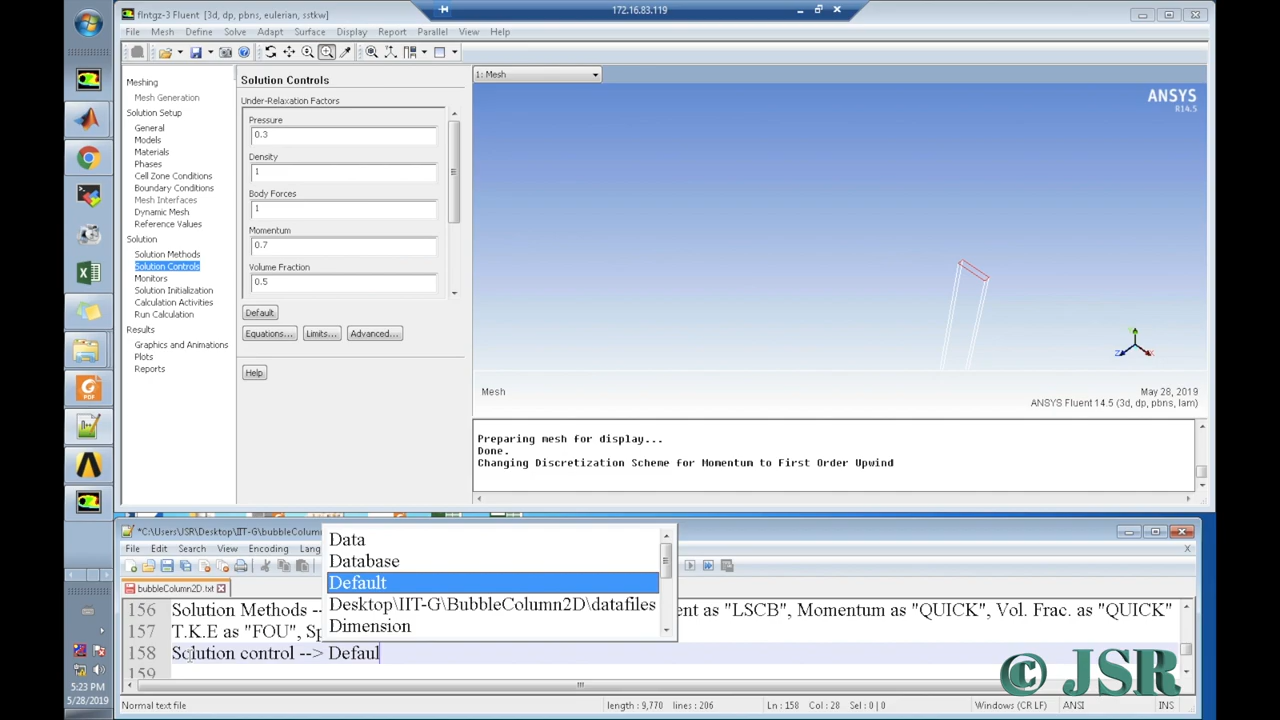 172.16.83.119
flntgz-3 Fluent [3d, dp, pbns, eulerian, sstkw]
File Mesh Define Solve Adapt Surface Display Report Parallel View Help
Meshing
Mesh Generation
Solution Setup
General
Models
Materials
Phases
Cell Zone Conditions
Boundary Conditions
Mesh Interfaces
Dynamic Mesh
Reference Values
Solution
Solution Methods
Solution Controls
Monitors
Solution Initialization
Calculation Activities
Run Calculation
Results
Graphics and Animations
Plots
Reports
Solution Controls
Under-Relaxation Factors
Pressure
0.3
Density
1
Body Forces
1
Momentum
0.7
Volume Fraction
0.5
Default
Equations... Limits... Advanced...
Help
1: Mesh
ANSYS
R14.5
Mesh
May 28, 2019
ANSYS Fluent 14.5 (3d, dp, pbns, lam)
Preparing mesh for display...
Done.
Changing Discretization Scheme for Momentum to First Order Upwind
*C:\Users\JSR\Desktop\IIT-G\bubbleColumn
File Edit Search View Encoding Lang
bubbleColumn2D.txt
Data
Database
Default
Desktop\IIT-G\BubbleColumn2D\datafiles
Dimension
156 Solution Methods -- ent as "LSCB", Momentum as "QUICK", Vol. Frac. as "QUICK"
157 T.K.E as "FOU", Sp
158 Solution control --> Defaul
159
Normal text file length : 9,770 lines : 206 Ln : 158 Col : 28 Sel : 0 | 0 Windows (CR LF) ANSI INS
PDF
5:23 PM
5/28/2019
© JSR